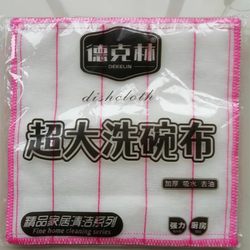 德克林
DEKELIN
dishcloth
超大洗碗布
加厚 吸水 去油
精品家居清洁系列
Fine home cleaning series
强力 厨房